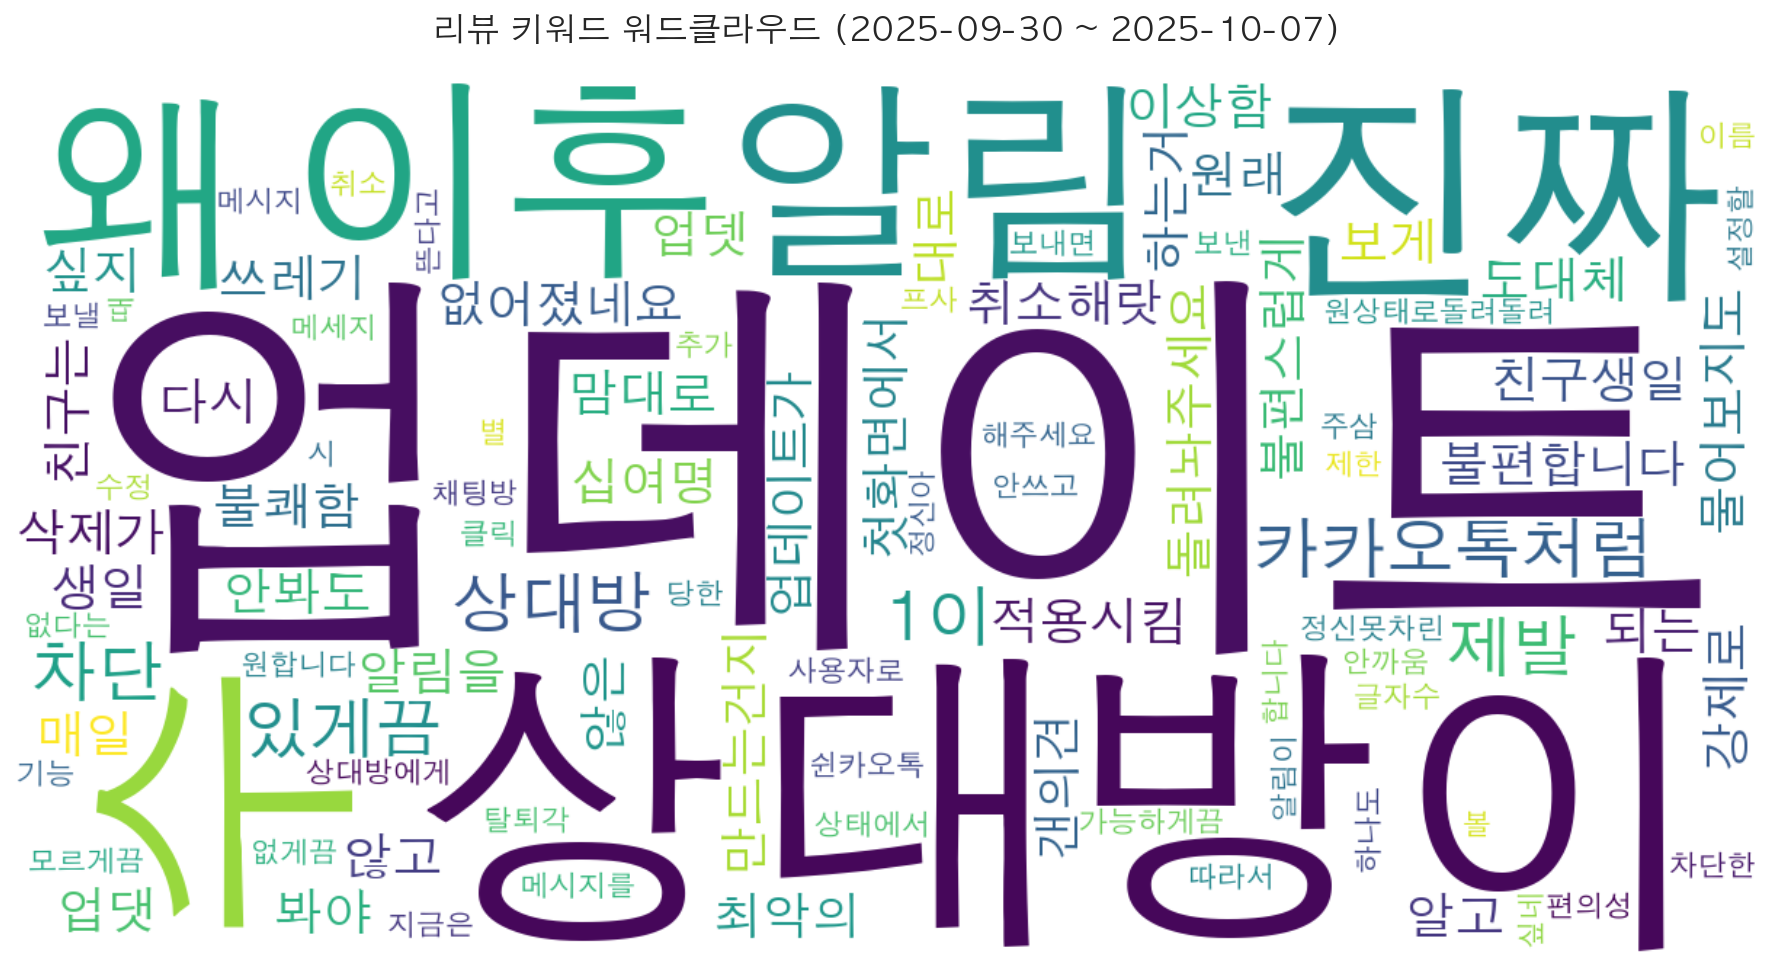 리뷰 키워드 워드클라우드 (2025-09-30 ~ 2025-10-07)
왜
이후
알림
진짜
이상함
하는거
원래
이름
메시지
취소
뜬다고
업뎃
대로
보내면
보낸
불편스럽게
보게
도대체
설정할
싶지
쓰레기
없어졌네요
프사
취소해랏
돌려놔주세요
원상태로돌려돌려
물어보지도
보낼
메세지
추가
친구는
업데이트
다시
맘대로
업데이트가
첫화면에서
해주세요
안쓰고
친구생일
주삼
제한
불편합니다
별
시
십여명
수정
불쾌함
채팅방
클릭
정신아
삭제가
카카오톡처럼
생일
안봐도
상대방
당한
1이
적용시킴
정신못차린
제발
되는
없다는
차단
원합니다
알림을
않은
만드는건지
사용자로
합니다
안까움
글자수
강제로
매일
사
있게끔
상대방이
쉰카오톡
갠의견
알림이
기능
상대방에게
탈퇴각
상태에서
가능하게끔
하나도
볼
모르게끔
없게끔
않고
메시지를
따라서
차단한
업댓
봐야
지금은
최악의
알고
싶네
편의성